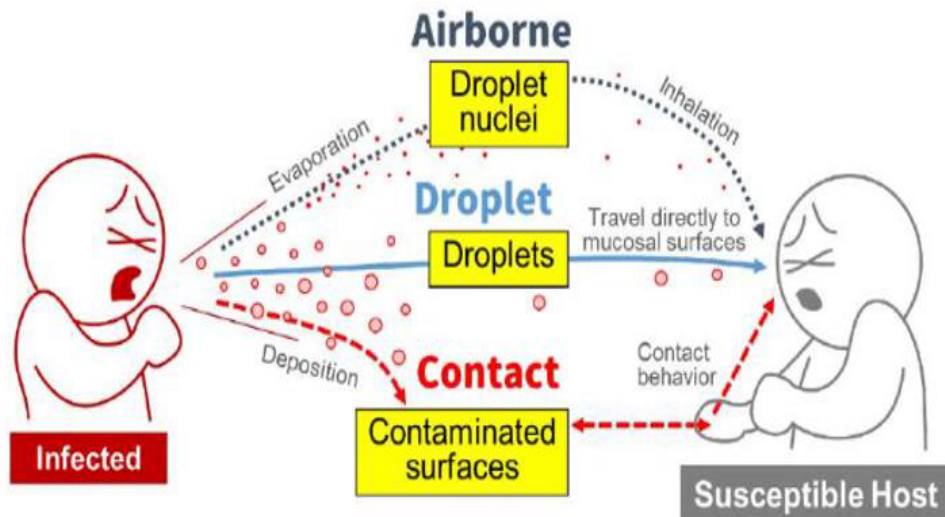 Airborne
Droplet
nuclei
Evaporation
Inhalation
Droplet
Droplets
Travel directly to
mucosal surfaces
Deposition
Contact
Contaminated
surfaces
Contact
behavior
Infected
Susceptible Host